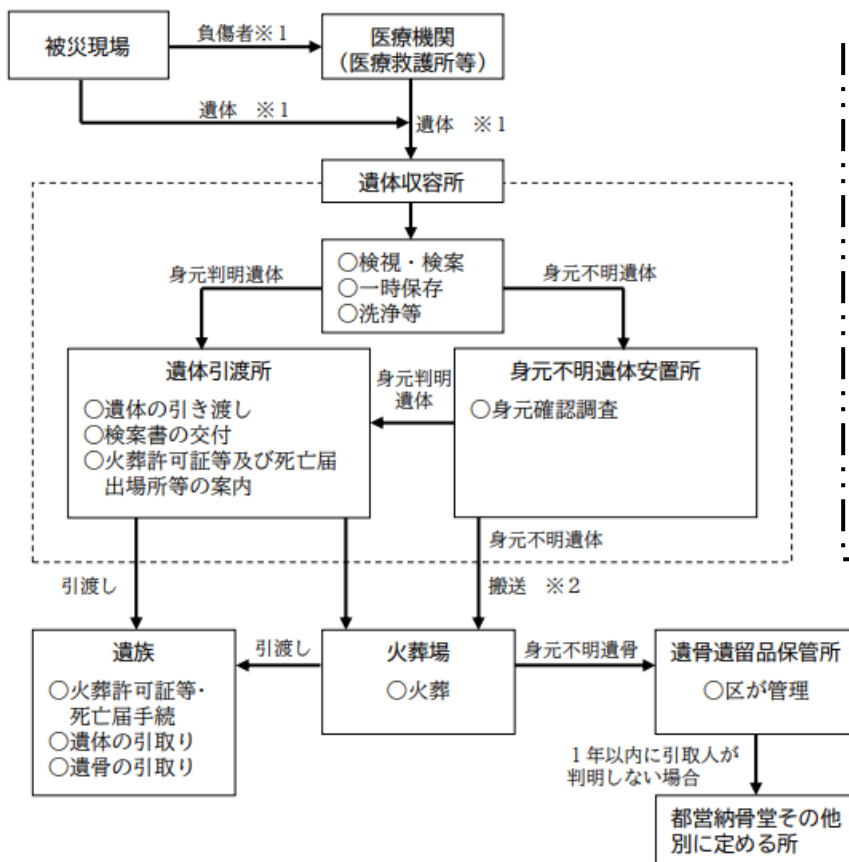 被災現場
負傷者※1
医療機関
(医療救護所等)
遺体 ※1
遺体 ※1
遺体収容所
身元判明遺体
○検視・検案
○一時保存
○洗浄等
身元不明遺体
遺体引渡所
○遺体の引き渡し
○検案書の交付
○火葬許可証等及び死亡届
出場所等の案内
身元判明
遺体
身元不明遺体安置所
○身元確認調査
引渡し
身元不明遺体
搬送 ※2
遺族
○火葬許可証等・
死亡届手続
○遺体の引取り
○遺骨の引取り
引渡し
火葬場
○火葬
身元不明遺骨
遺骨遺留品保管所
○区が管理
1年以内に引取人が
判明しない場合
都営納骨堂その他
別に定める所